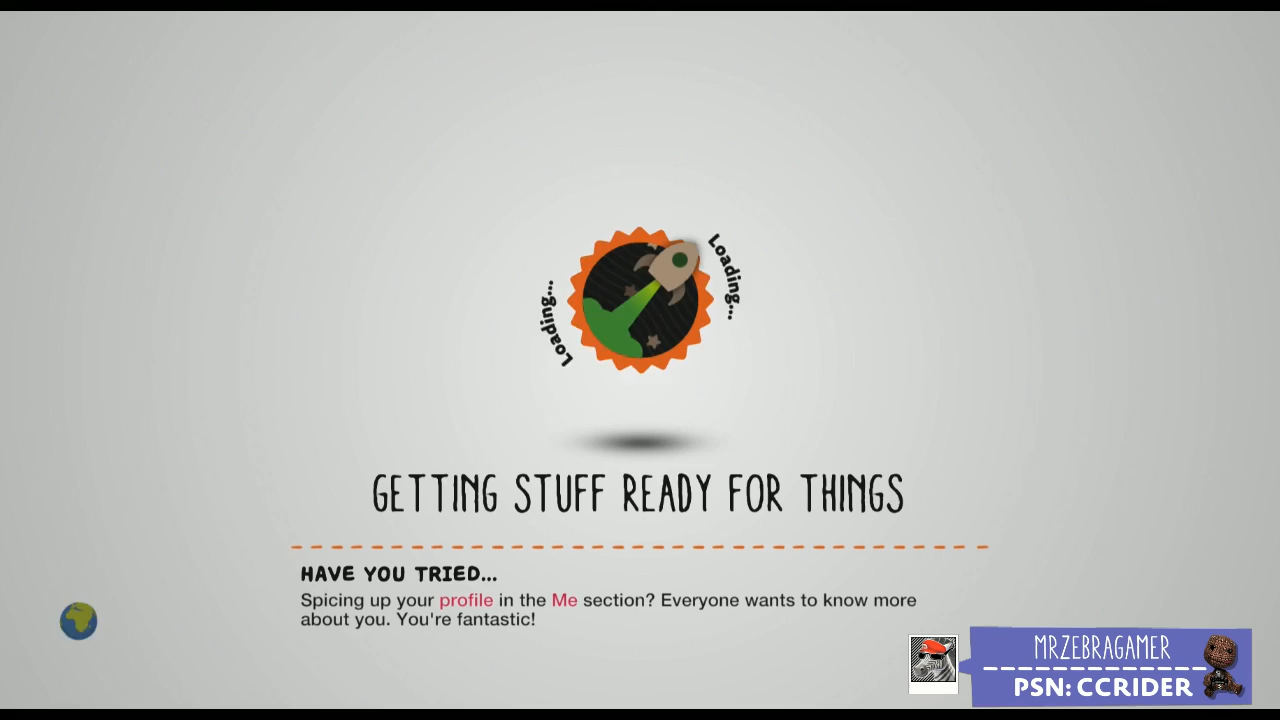 Loading...
Loading...
GETTING STUFF READY FOR THINGS
HAVE YOU TRIED...
Spicing up your profile in the Me section? Everyone wants to know more
about you. You're fantastic!
MRZEBRAGAMER
PSN: CCRIDER